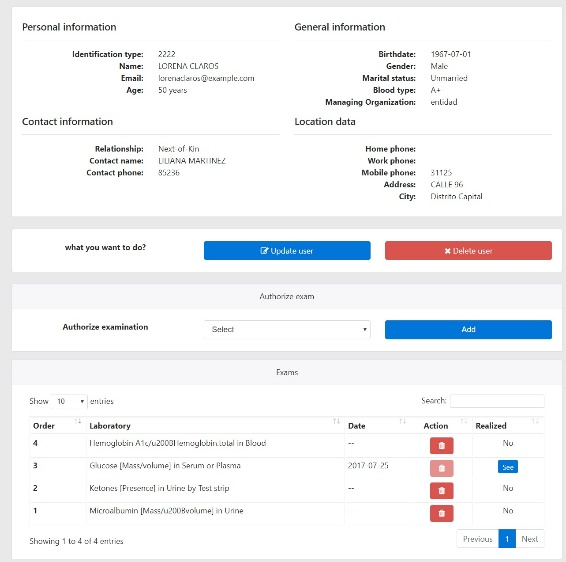 Personal information
Identification type: 2222
Name: LORENA CLAROS
Email: lorenaclaros@example.com
Age: 50 years
General information
Birthdate: 1967-07-01
Gender: Male
Marital status: Unmarried
Blood type: A+
Managing Organization: entidad
Contact information
Relationship: Next-of-Kin
Contact name: LILIANA MARTINEZ
Contact phone: 85236
Location data
Home phone:
Work phone:
Mobile phone: 31125
Address: CALLE 96
City: Distrito Capital
what you want to do? Update user Delete user
Authorize exam
Authorize examination Select Add
Exams
Show 10 entries Search:
Order Laboratory Date Action Realized
4 Hemoglobin A1c/u200BHemoglobin.total in Blood -- No
3 Glucose [Mass/volume] in Serum or Plasma 2017-07-25 See
2 Ketones [Presence] in Urine by Test strip -- No
1 Microalbumin [Mass/u200Bvolume] in Urine No
Showing 1 to 4 of 4 entries Previous 1 Next